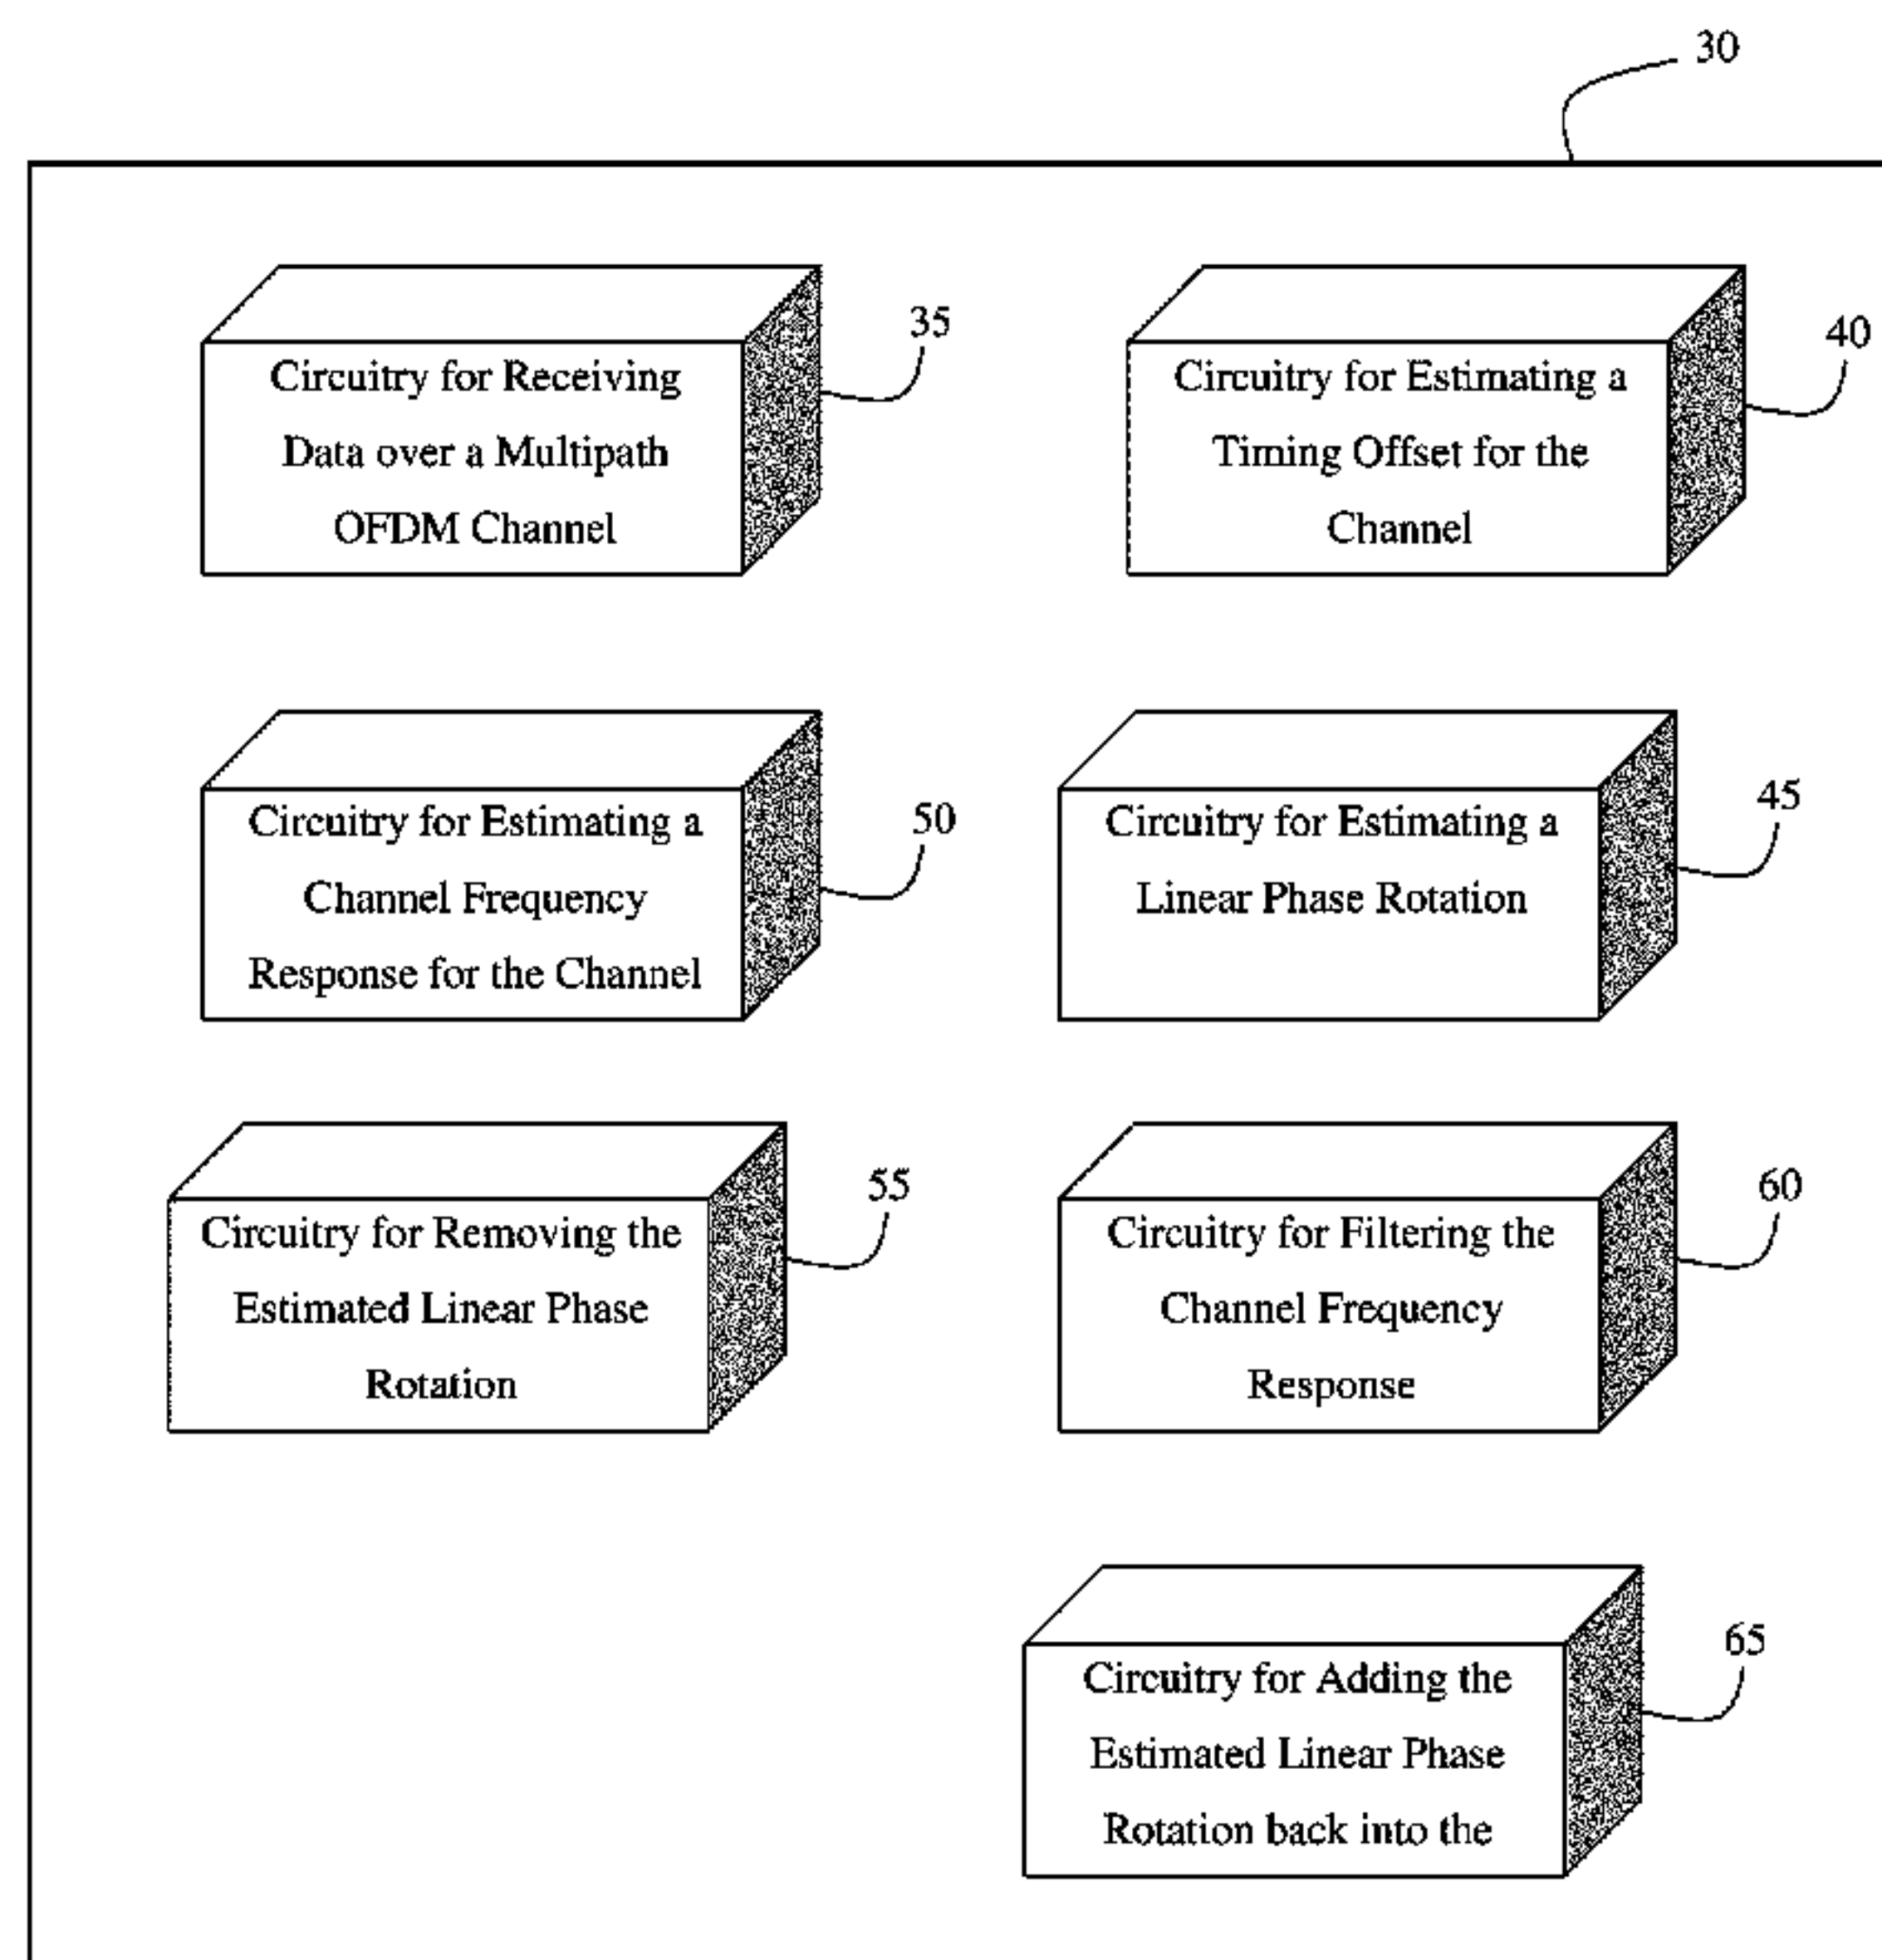 30
Circuitry for Receiving
Data over a Multipath
OFDM Channel
35
Circuitry for Estimating a
Timing Offset for the
Channel
40
Circuitry for Estimating a
Channel Frequency
Response for the Channel
50
Circuitry for Estimating a
Linear Phase Rotation
45
Circuitry for Removing the
Estimated Linear Phase
Rotation
55
Circuitry for Filtering the
Channel Frequency
Response
60
Circuitry for Adding the
Estimated Linear Phase
Rotation back into the
65